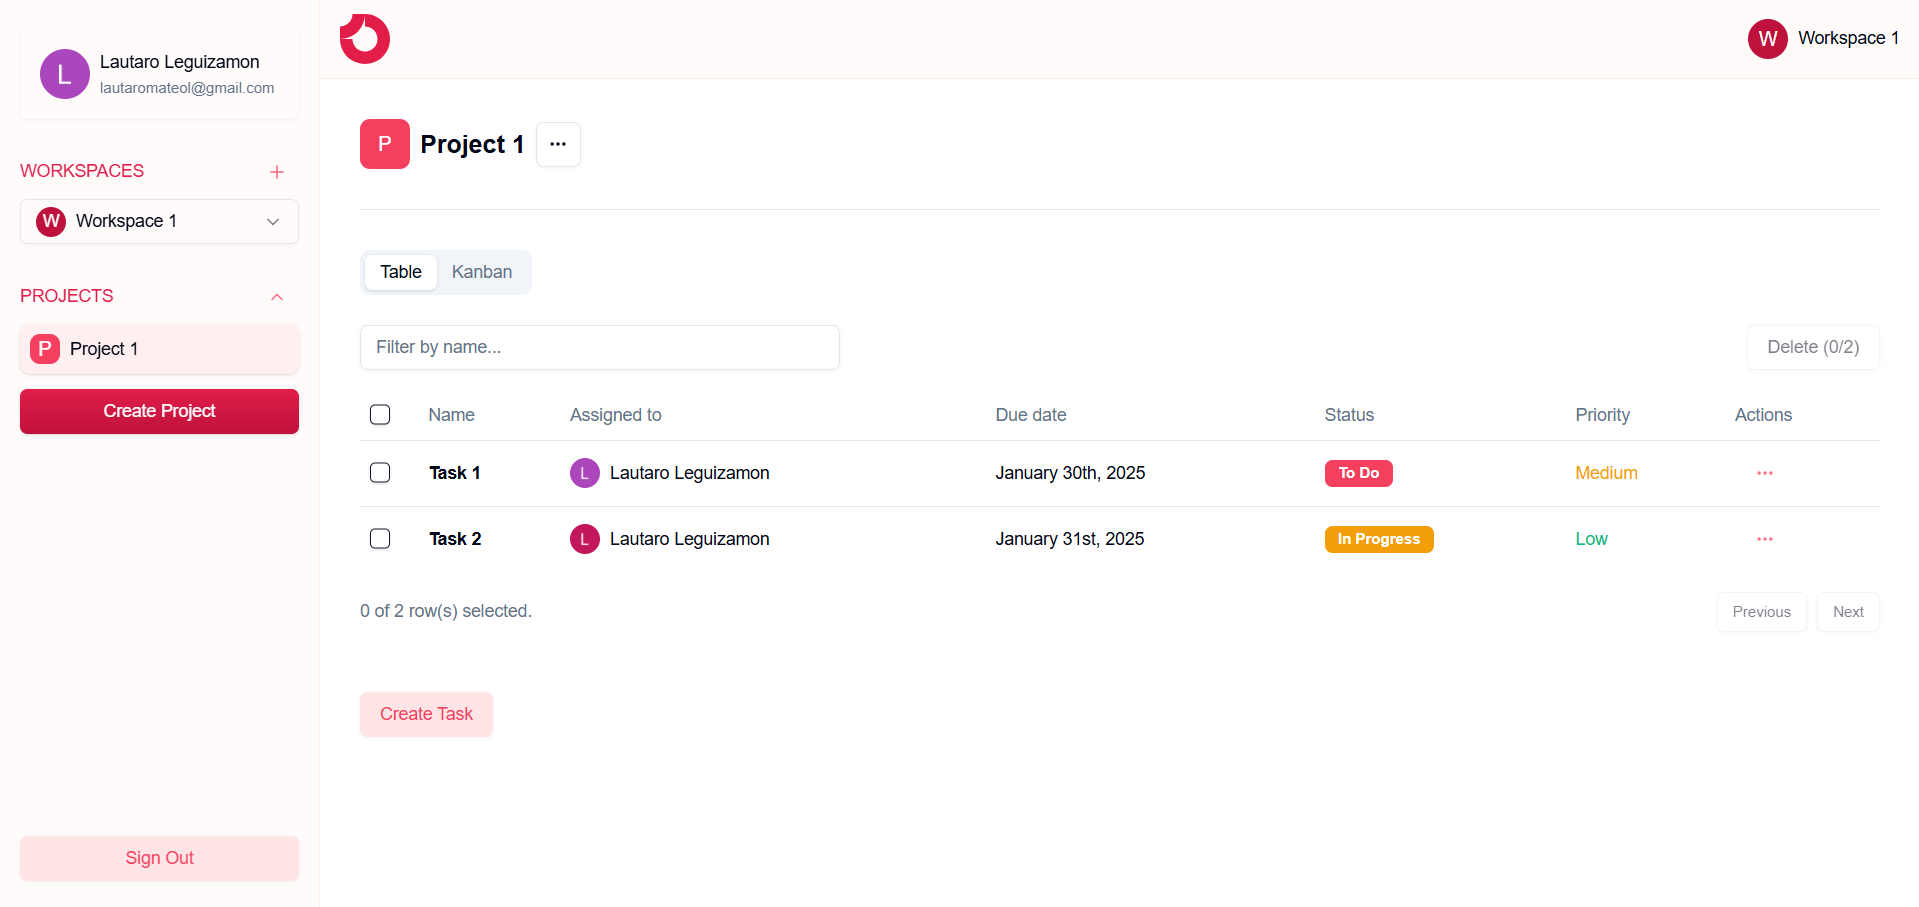 L
Lautaro Leguizamon
lautaromateol@gmail.com
WORKSPACES
W Workspace 1
PROJECTS
P Project 1
Create Project
Sign Out
W Workspace 1
P Project 1
Table Kanban
Filter by name...
Delete (0/2)
Name Assigned to Due date Status Priority Actions
Task 1 L Lautaro Leguizamon January 30th, 2025 To Do Medium
Task 2 L Lautaro Leguizamon January 31st, 2025 In Progress Low
0 of 2 row(s) selected.
Previous Next
Create Task